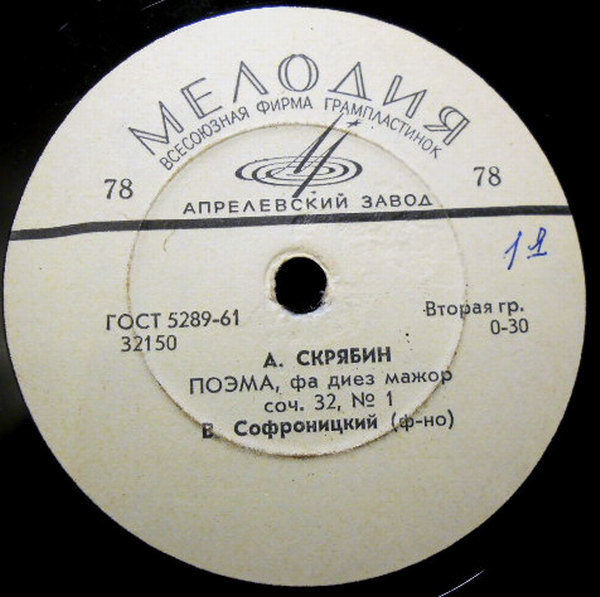 МЕЛОДИЯ
ВСЕСОЮЗНАЯ ФИРМА ГРАМПЛАСТИНОК
78
78
АПРЕЛЕВСКИЙ ЗАВОД
11
ГОСТ 5289-61
Вторая гр.
32150
0-30
А. СКРЯБИН
ПОЭМА, фа диез мажор
соч. 32, № 1
В Софроницкий (ф-но)